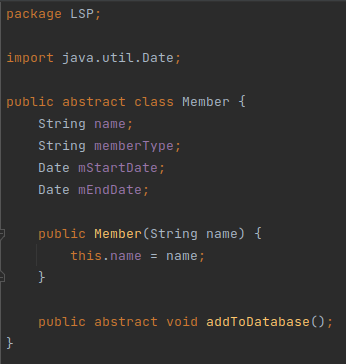 package LSP;
import java.util.Date;
public abstract class Member {
String name;
String memberType;
Date mStartDate;
Date mEndDate;
public Member(String name) {
this.name = name;
}
public abstract void addToDatabase();
}